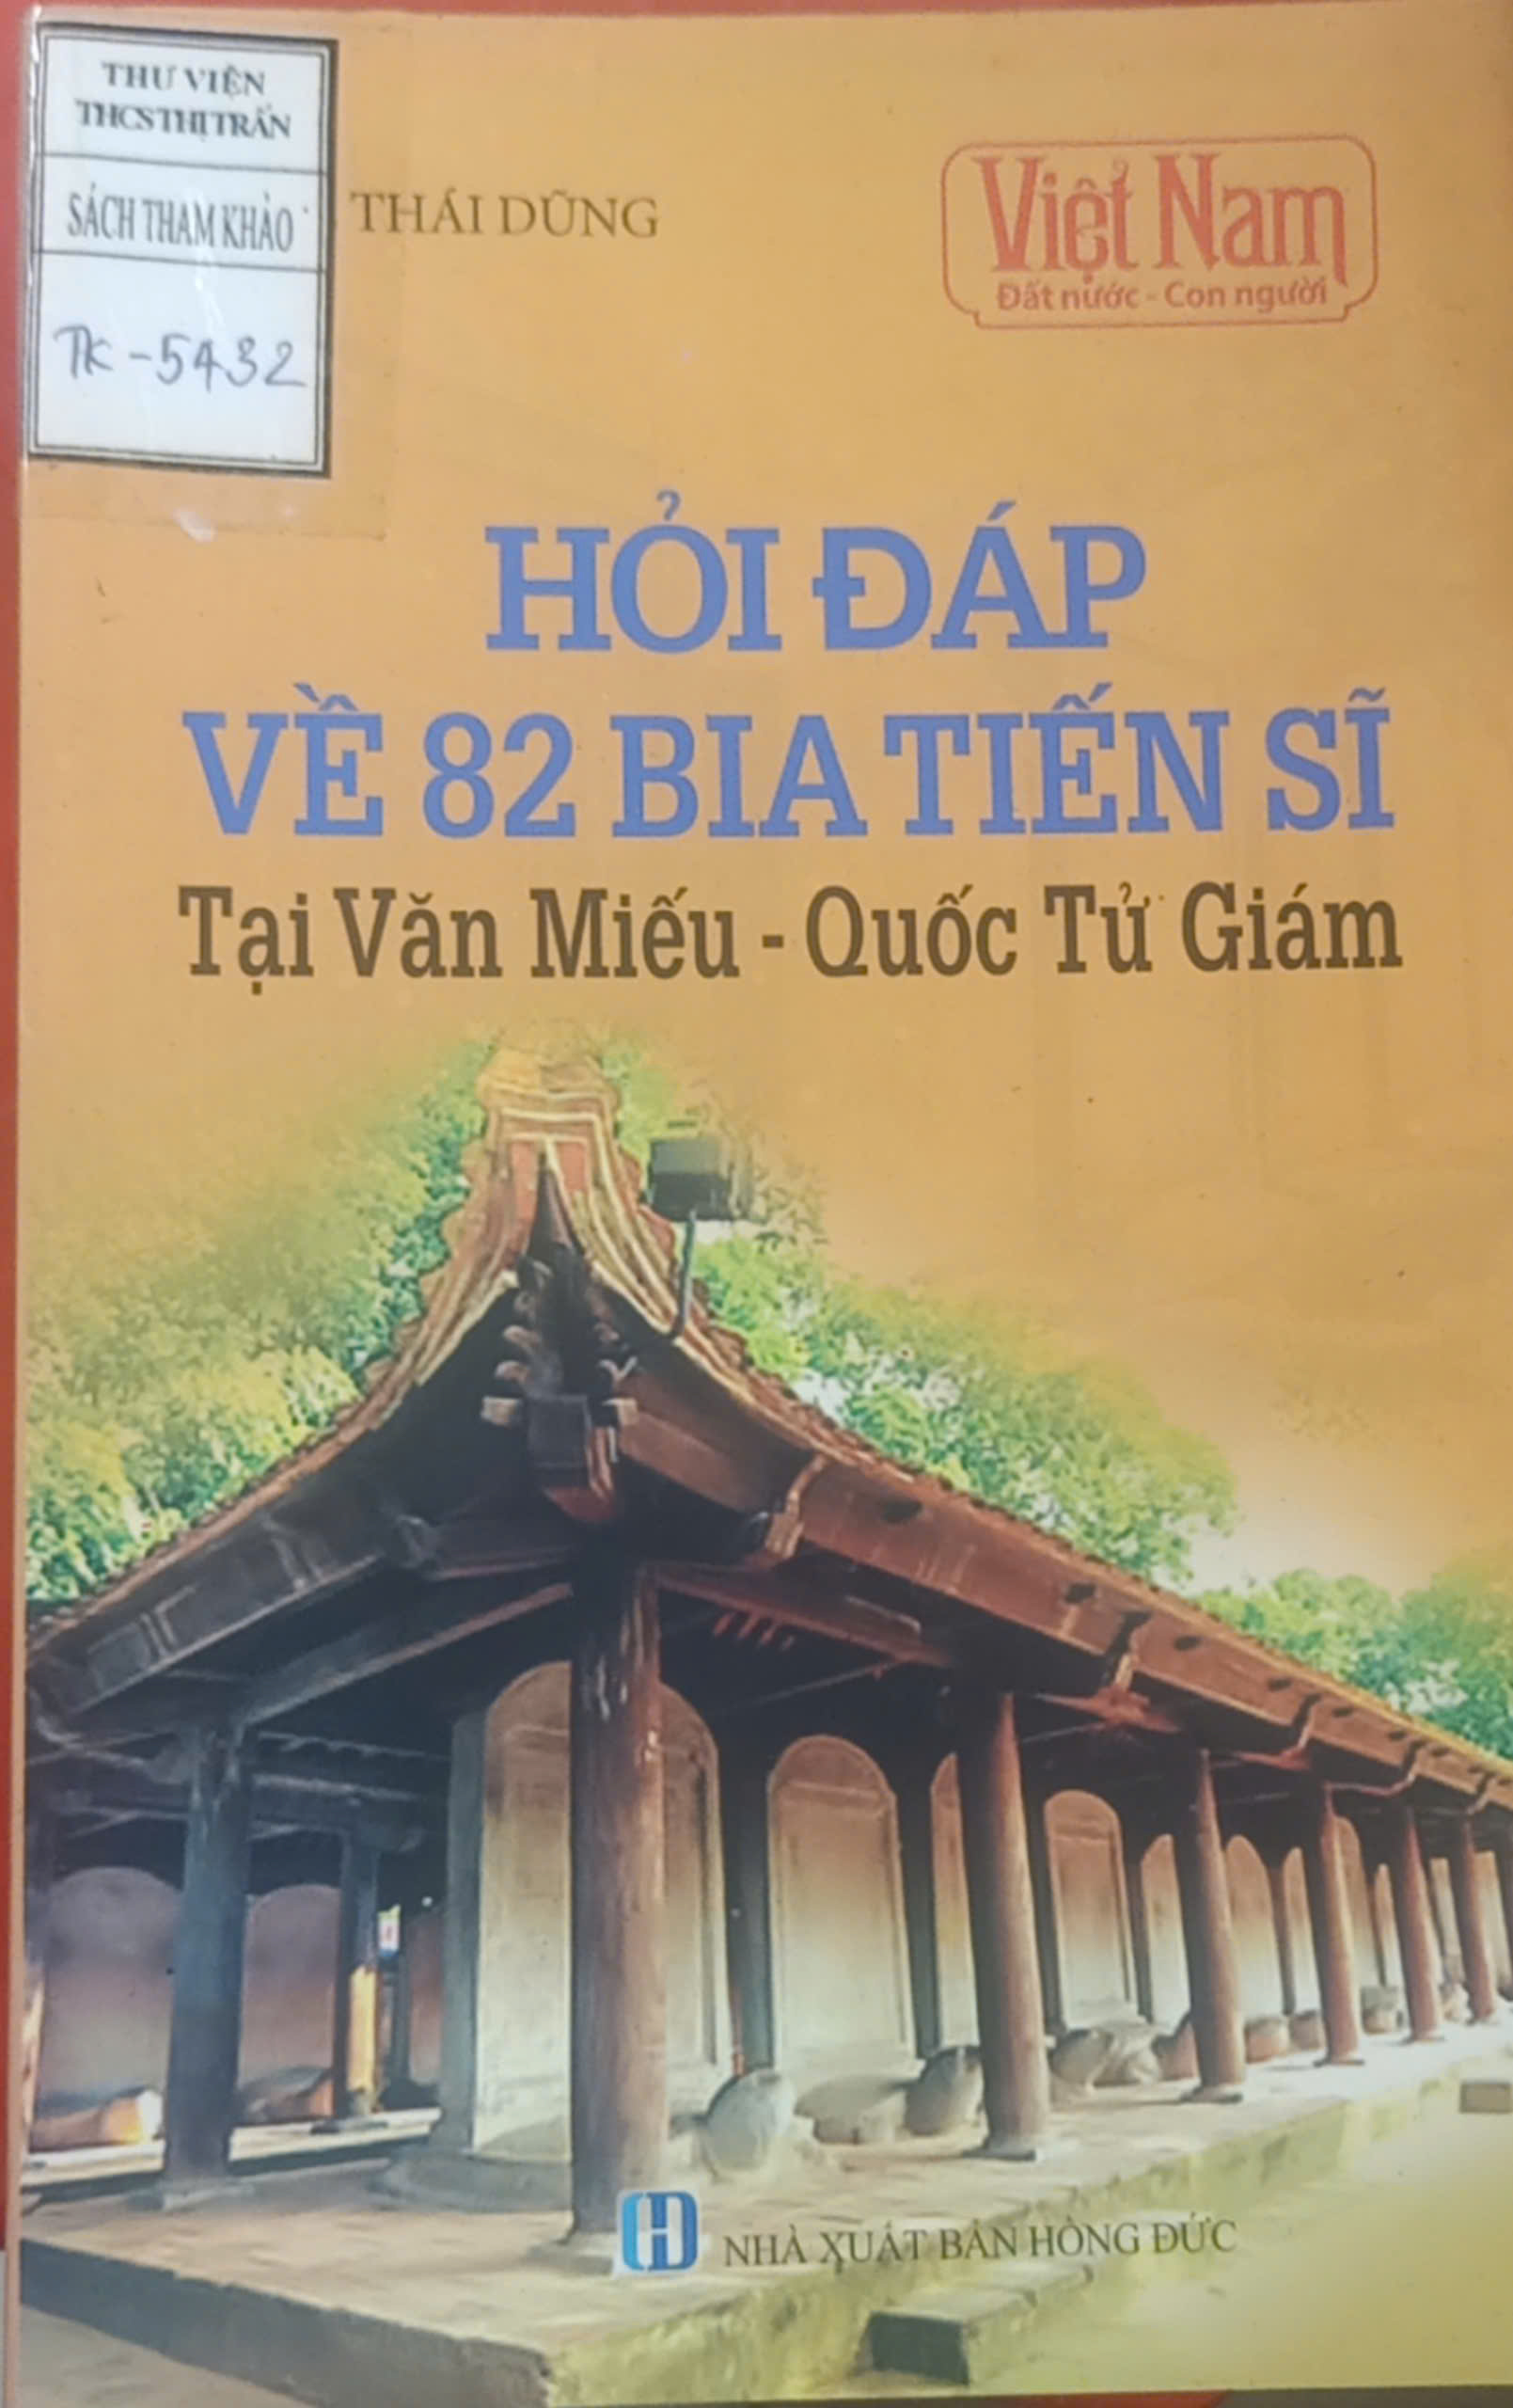 THƯ VIỆN
THCS THỊ TRẤN
SÁCH THAM KHẢO
TK-5432
THÁI DŨNG
Việt Nam
Đất nước - Con người
HỎI ĐÁP
VỀ 82 BIA TIẾN SĨ
Tại Văn Miếu - Quốc Tử Giám
NHÀ XUẤT BẢN HỒNG ĐỨC